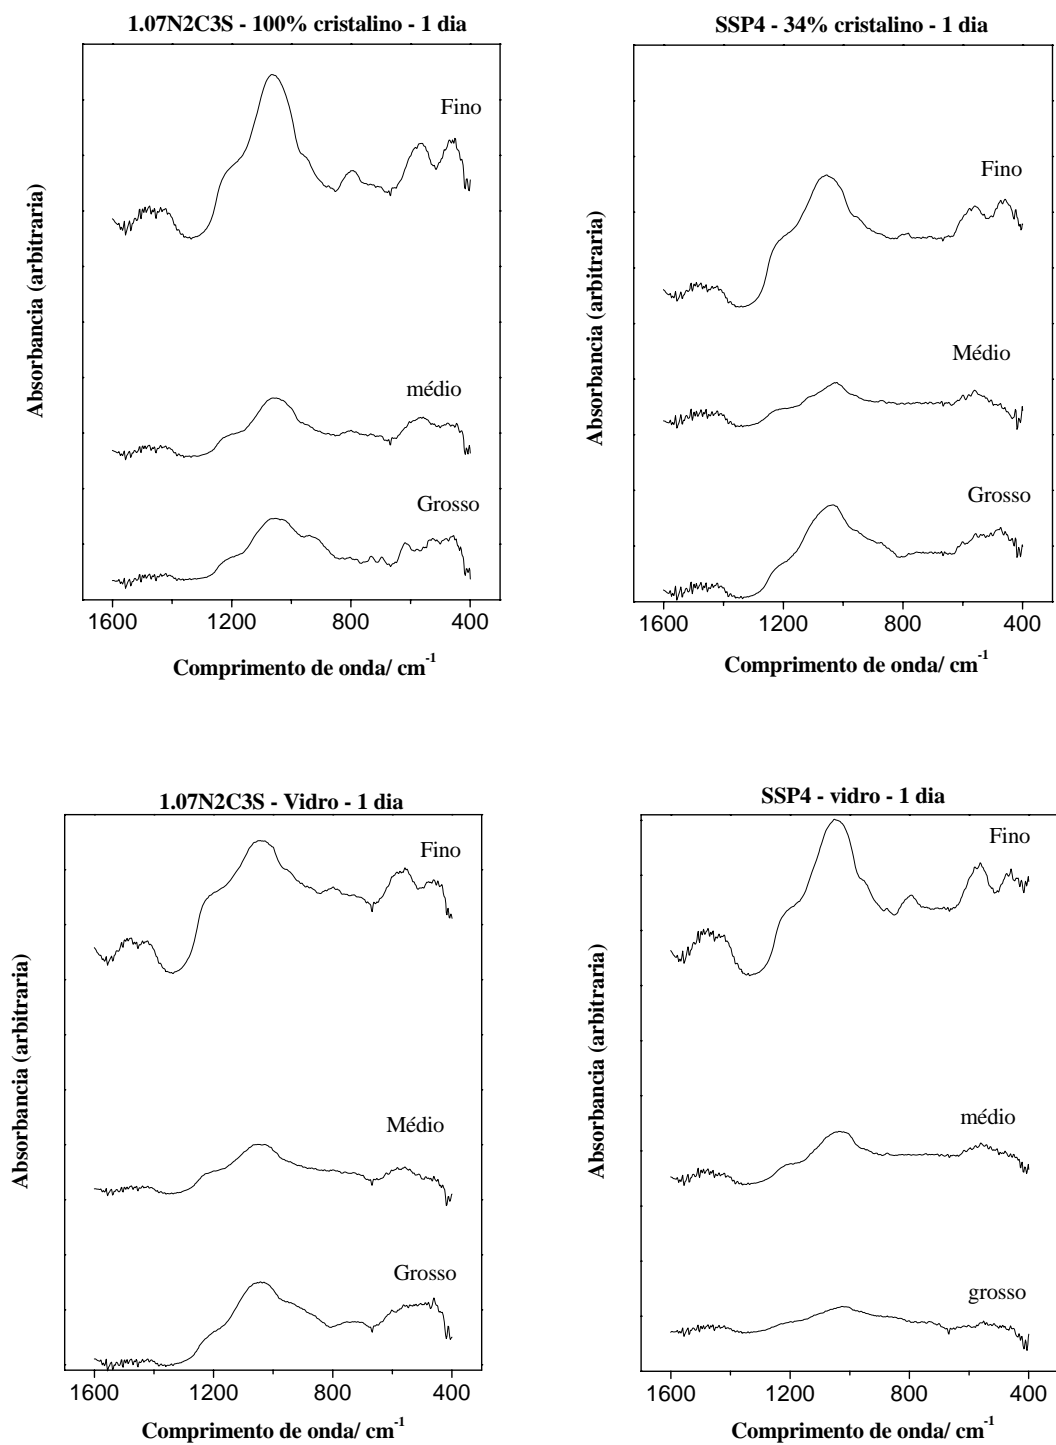 1.07N2C3S - 100% cristalino - 1 dia
Fino
médio
Grosso
Absorbancia (arbitraria)
1600 1200 800 400
Comprimento de onda/ cm-1
SSP4 - 34% cristalino - 1 dia
Fino
Médio
Grosso
Absorbancia (arbitraria)
1600 1200 800 400
Comprimento de onda/ cm-1
1.07N2C3S - Vidro - 1 dia
Fino
Médio
Grosso
Absorbancia (arbitraria)
1600 1200 800 400
Comprimento de onda/ cm-1
SSP4 - vidro - 1 dia
Fino
médio
grosso
Absorbancia (arbitraria)
1600 1200 800 400
Comprimento de onda/ cm-1